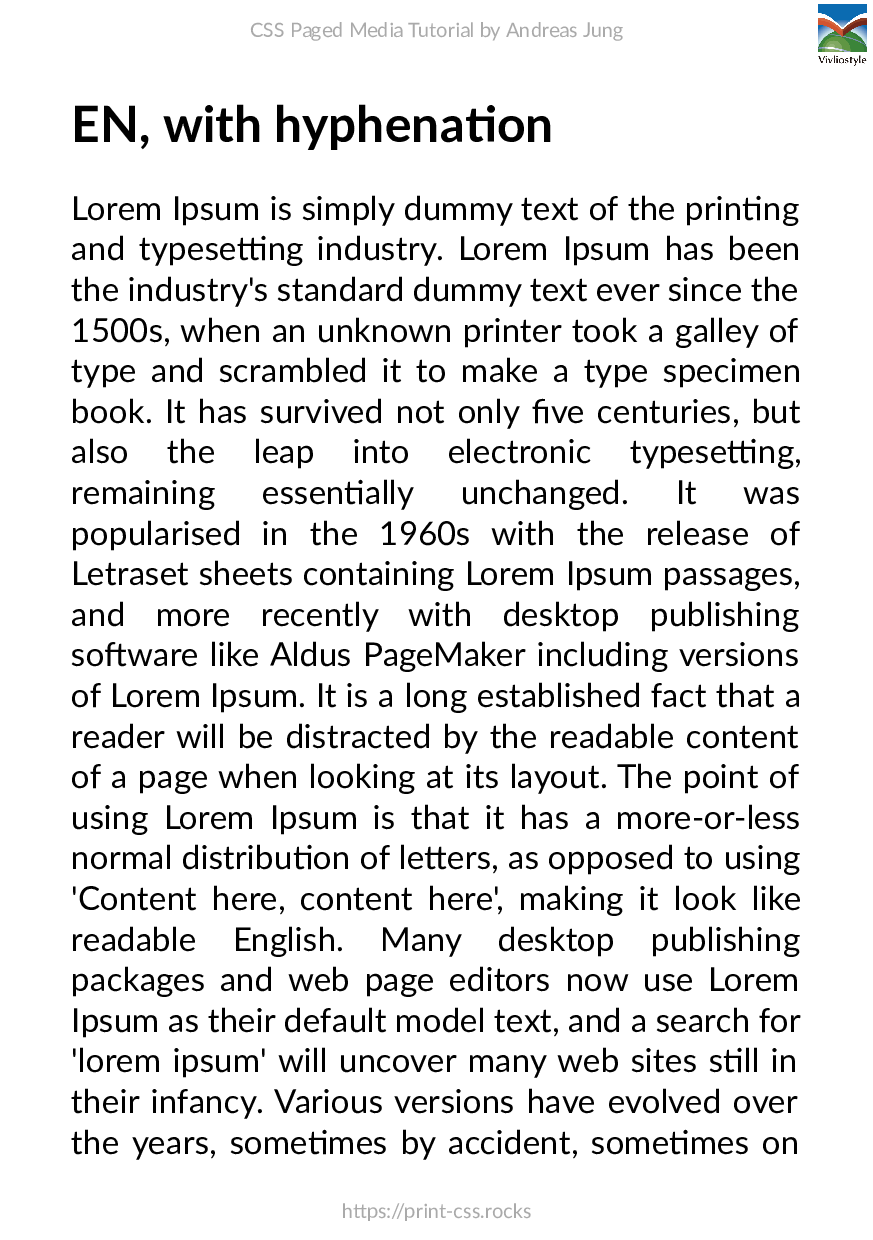 CSS Paged Media Tutorial by Andreas Jung
Vivliostyle
EN, with hyphenation
Lorem Ipsum is simply dummy text of the printing
and typesetting industry. Lorem Ipsum has been
the industry's standard dummy text ever since the
1500s, when an unknown printer took a galley of
type and scrambled it to make a type specimen
book. It has survived not only five centuries, but
also the leap into electronic typesetting,
remaining essentially unchanged. It was
popularised in the 1960s with the release of
Letraset sheets containing Lorem Ipsum passages,
and more recently with desktop publishing
software like Aldus PageMaker including versions
of Lorem Ipsum. It is a long established fact that a
reader will be distracted by the readable content
of a page when looking at its layout. The point of
using Lorem Ipsum is that it has a more-or-less
normal distribution of letters, as opposed to using
'Content here, content here', making it look like
readable English. Many desktop publishing
packages and web page editors now use Lorem
Ipsum as their default model text, and a search for
'lorem ipsum' will uncover many web sites still in
their infancy. Various versions have evolved over
the years, sometimes by accident, sometimes on
https://print-css.rocks